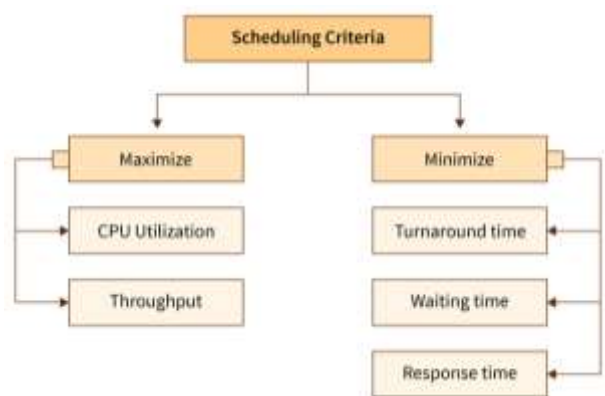 Scheduling Criteria
Maximize
Minimize
CPU Utilization
Turnaround time
Throughput
Waiting time
Response time